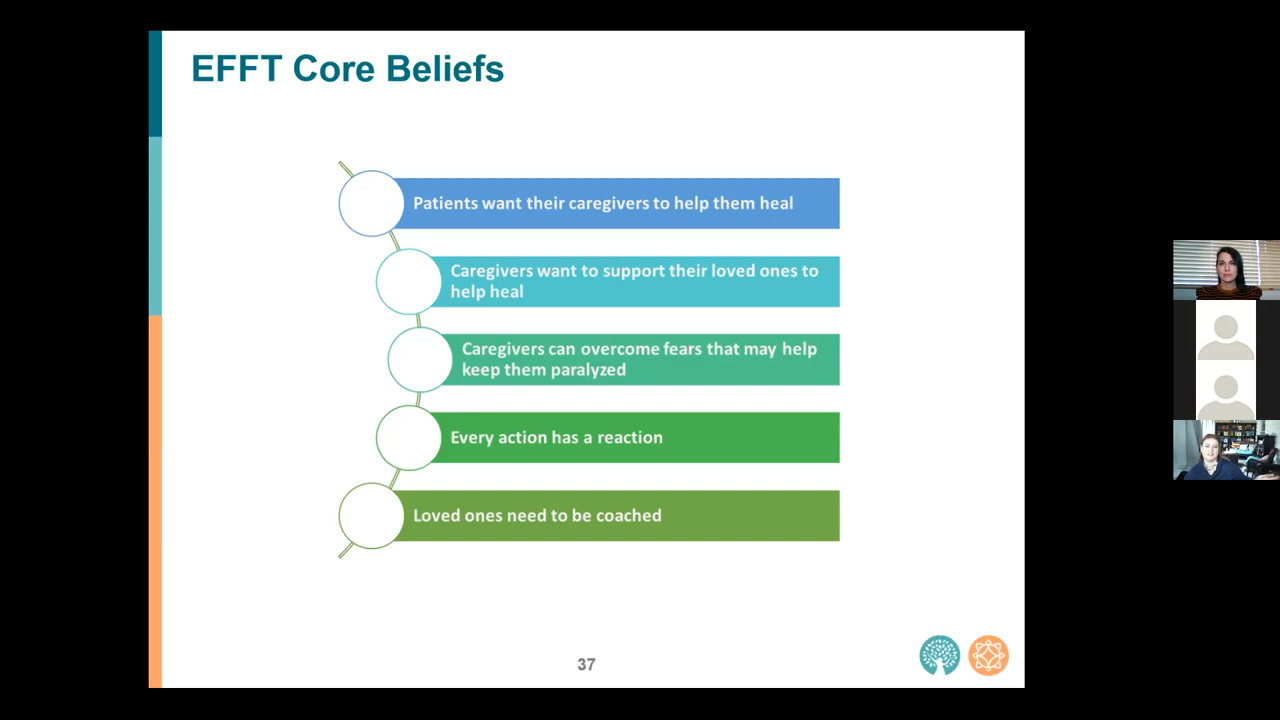 EFFT Core Beliefs
Patients want their caregivers to help them heal
Caregivers want to support their loved ones to
help heal
Caregivers can overcome fears that may help
keep them paralyzed
Every action has a reaction
Loved ones need to be coached
37